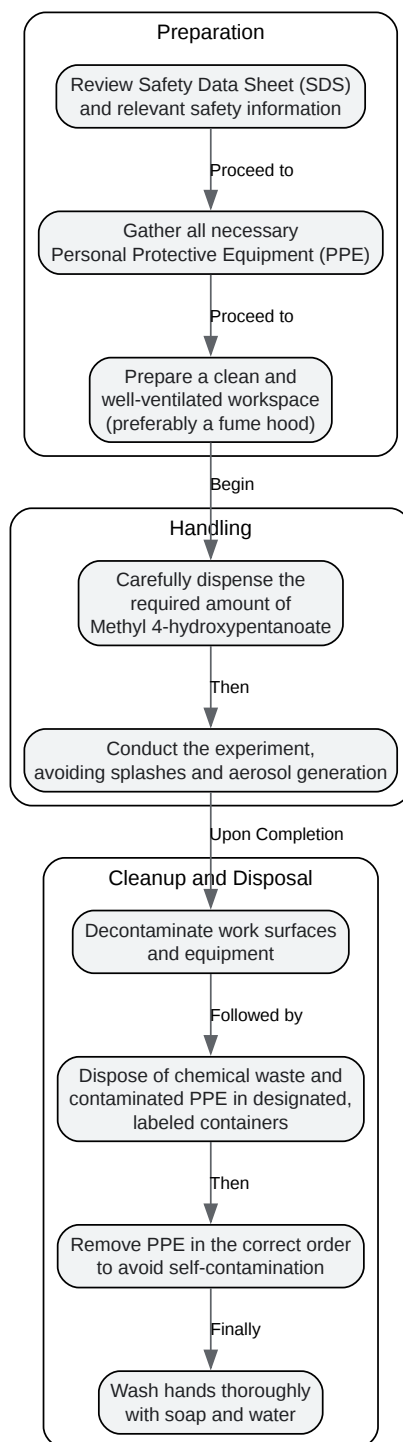 Preparation
Review Safety Data Sheet (SDS)
and relevant safety information
Proceed to
Gather all necessary
Personal Protective Equipment (PPE)
Proceed to
Prepare a clean and
well-ventilated workspace
(preferably a fume hood)
Begin
Handling
Carefully dispense the
required amount of
Methyl 4-hydroxypentanoate
Then
Conduct the experiment,
avoiding splashes and aerosol generation
Upon Completion
Cleanup and Disposal
Decontaminate work surfaces
and equipment
Followed by
Dispose of chemical waste and
contaminated PPE in designated,
labeled containers
Then
Remove PPE in the correct order
to avoid self-contamination
Finally
Wash hands thoroughly
with soap and water